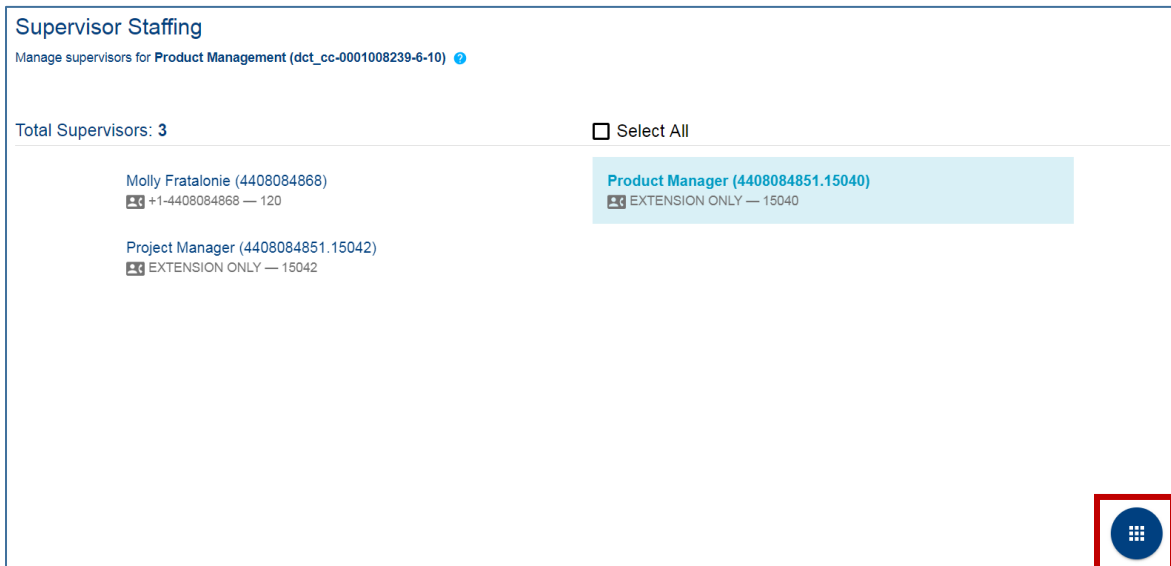 Supervisor Staffing
Manage supervisors for Product Management (dct_cc-0001008239-6-10) ?
Total Supervisors: 3
Select All
Molly Fratalonie (4408084868)
+1-4408084868 — 120
Product Manager (4408084851.15040)
EXTENSION ONLY — 15040
Project Manager (4408084851.15042)
EXTENSION ONLY — 15042